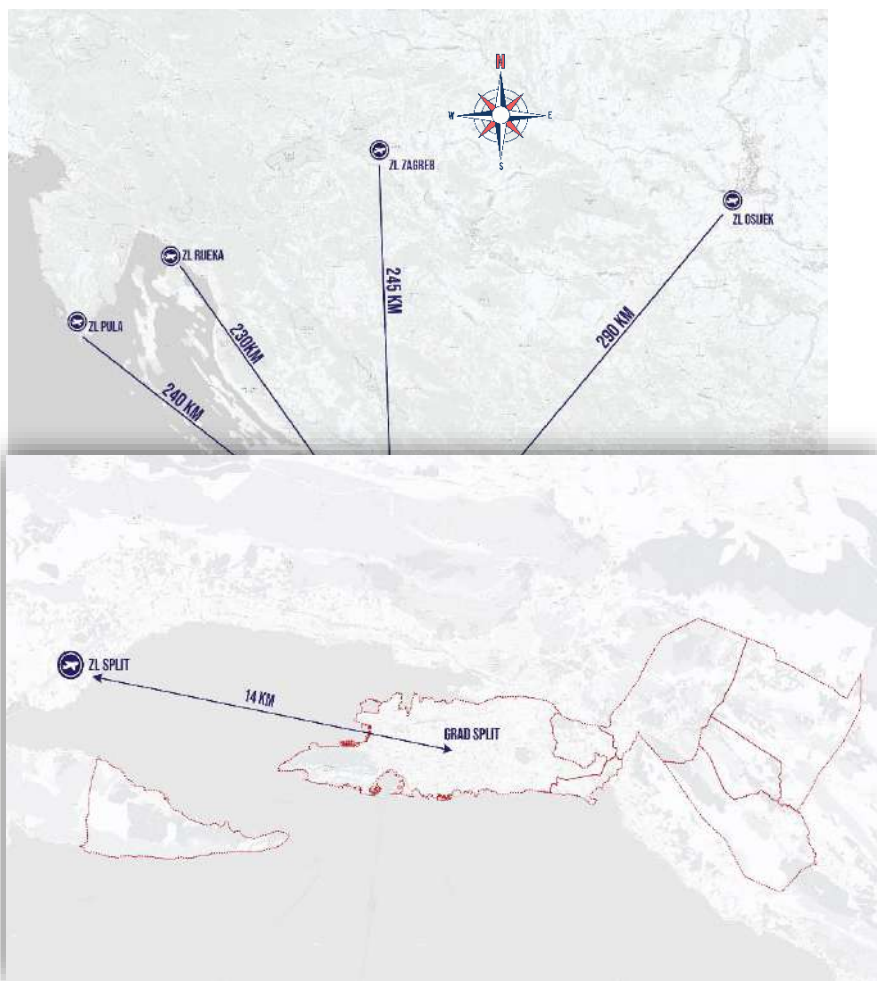 N
W
E
S
ZL ZAGREB
ZL OSIJEK
ZL RIJEKA
245 KM
290 KM
ZL PULA
230KM
240 KM
ZL SPLIT
14 KM
GRAD SPLIT